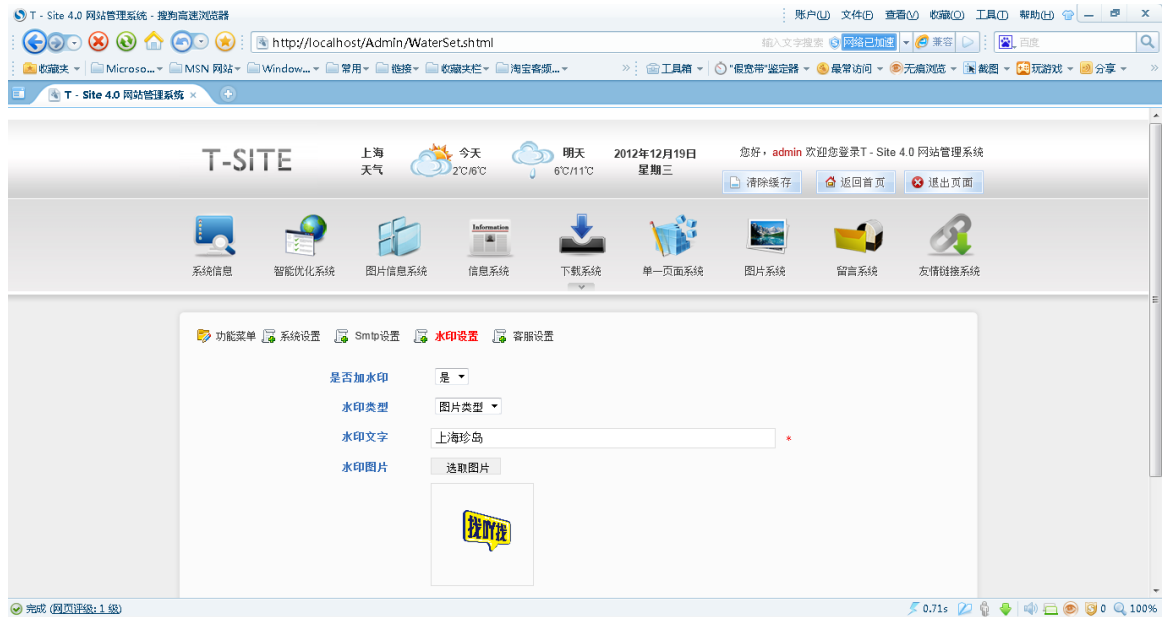 T - Site 4.0 网站管理系统 - 搜狗高速浏览器
账户(U) 文件(F) 查看(V) 收藏(O) 工具(T) 帮助(H)
http://localhost/Admin/WaterSet.shtml
输入文字搜索 网络已加速 兼容 百度
收藏夹 Microso... MSN 网站 Window... 常用 链接 收藏夹栏 淘宝客频... » 工具箱 "假宽带"鉴定器 最常访问 无痕浏览 截图 玩游戏 分享 »
T - Site 4.0 网站管理系统 ×
T-SITE
上海 天气
今天 2℃/6℃
明天 6℃/11℃
2012年12月19日 星期三
您好，admin 欢迎您登录T - Site 4.0 网站管理系统
清除缓存 返回首页 退出页面
Information
系统信息 智能优化系统 图片信息系统 信息系统 下载系统 单一页面系统 图片系统 留言系统 友情链接系统
功能菜单 系统设置 Smtp设置 水印设置 客服设置
是否加水印 是
水印类型 图片类型
水印文字 上海珍岛 *
水印图片 选取图片
找吖找
完成 (网页评级: 1 级) 0.71s 0 100%